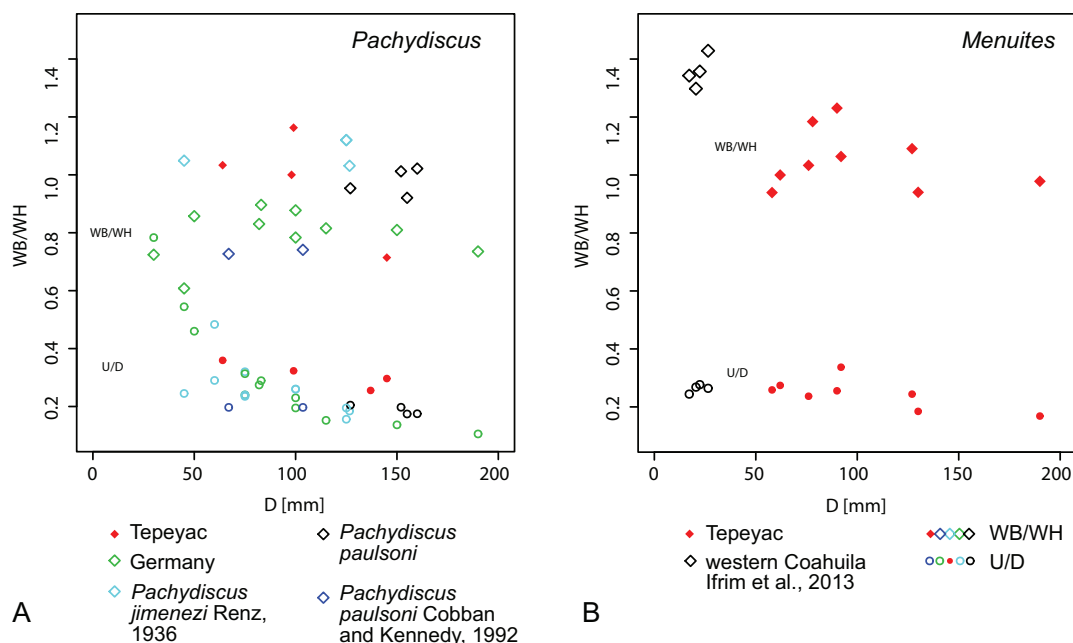 Pachydiscus
WB/WH
1.4
1.2
1.0
0.8
0.6
0.4
0.2
WB/WH
U/D
0 50 100 150 200
D [mm]
Tepeyac
Germany
Pachydiscus
jimenezi Renz,
1936
Pachydiscus
paulsoni
Pachydiscus
paulsoni Cobban
and Kennedy, 1992
A
Menuites
WB/WH
1.4
1.2
1.0
0.8
0.6
0.4
0.2
WB/WH
U/D
0 50 100 150 200
D [mm]
Tepeyac
western Coahuila
Ifrim et al., 2013
WB/WH
U/D
B